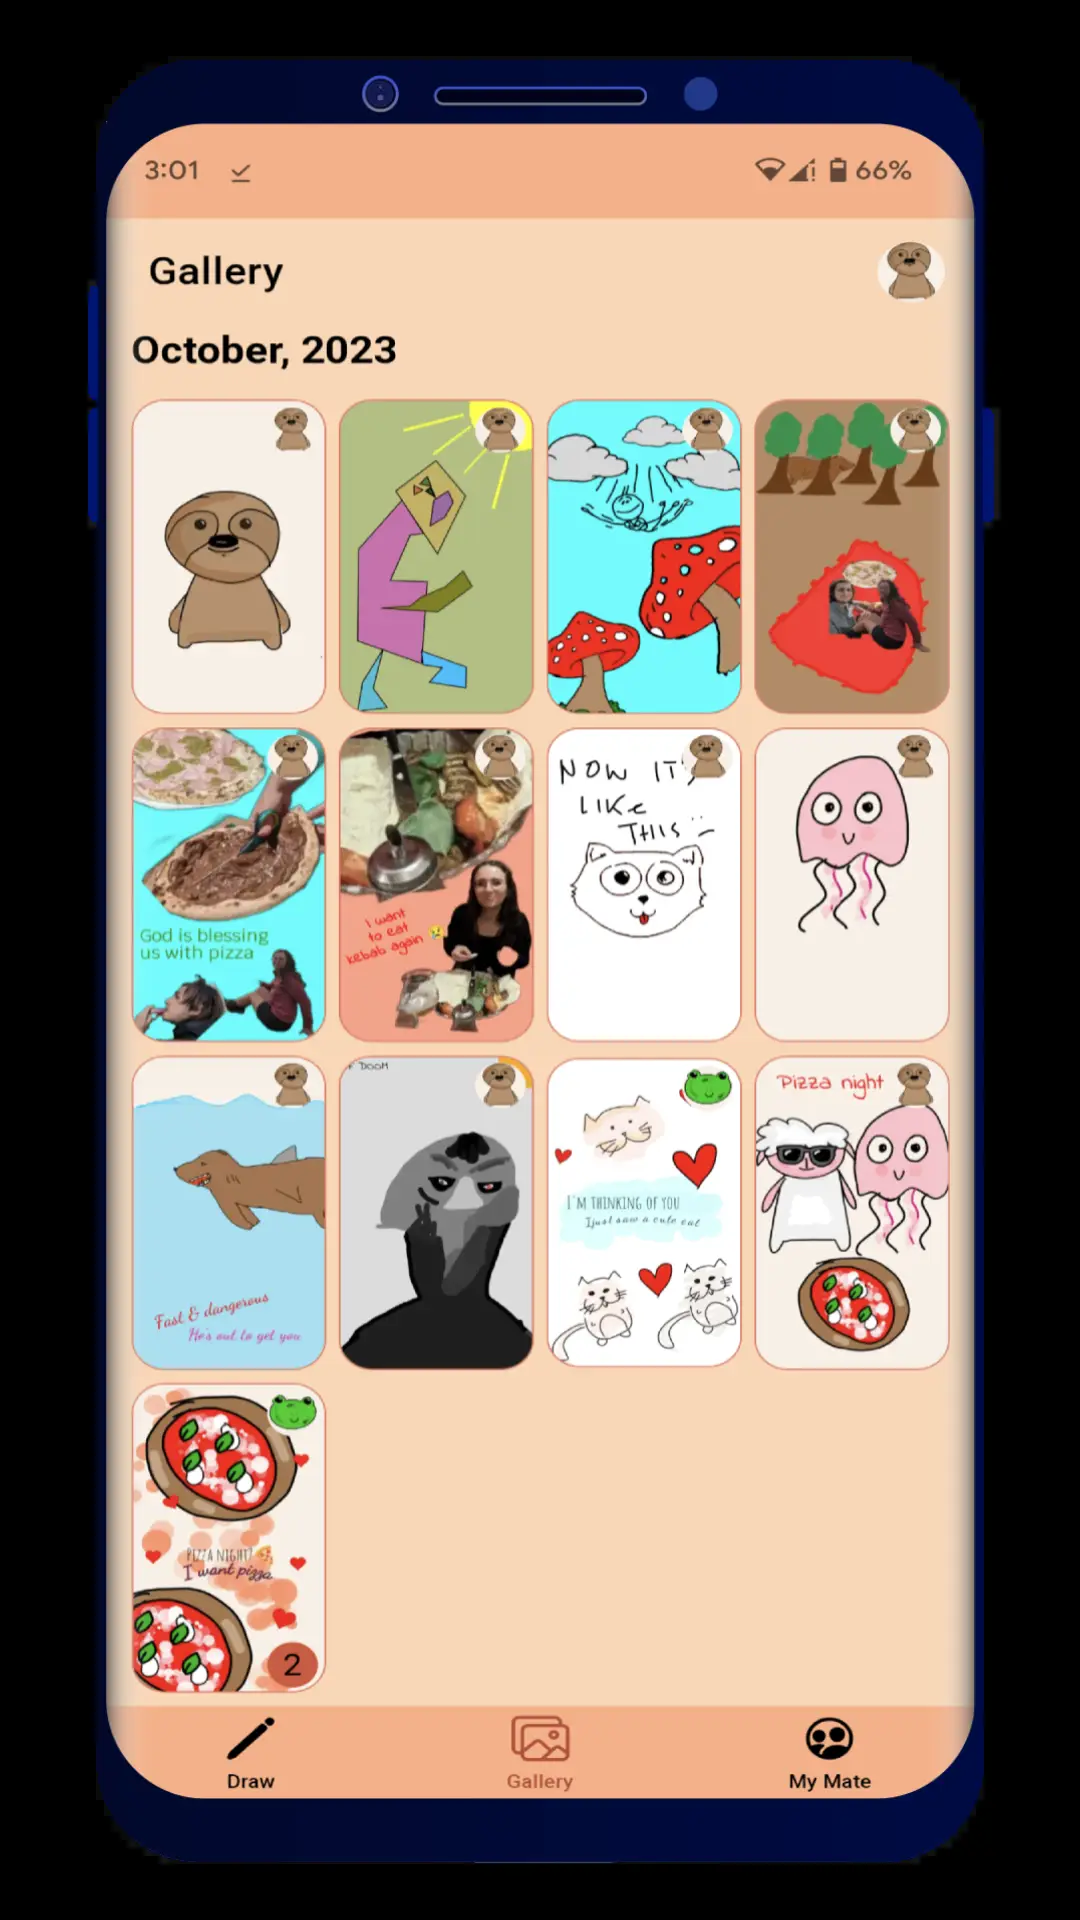 3:01
66%
Gallery
October, 2023
NOW IT'
LIKe
THIS
God is blessing
us with pizza
I want
to eat
kebab again
DOOM
Pizza night
I'M THINKING OF YOU
I just saw a cute cat
Fast & dangerous
He's out to get you
PIZZA NIGHT?
I want pizza
2
Draw
Gallery
My Mate